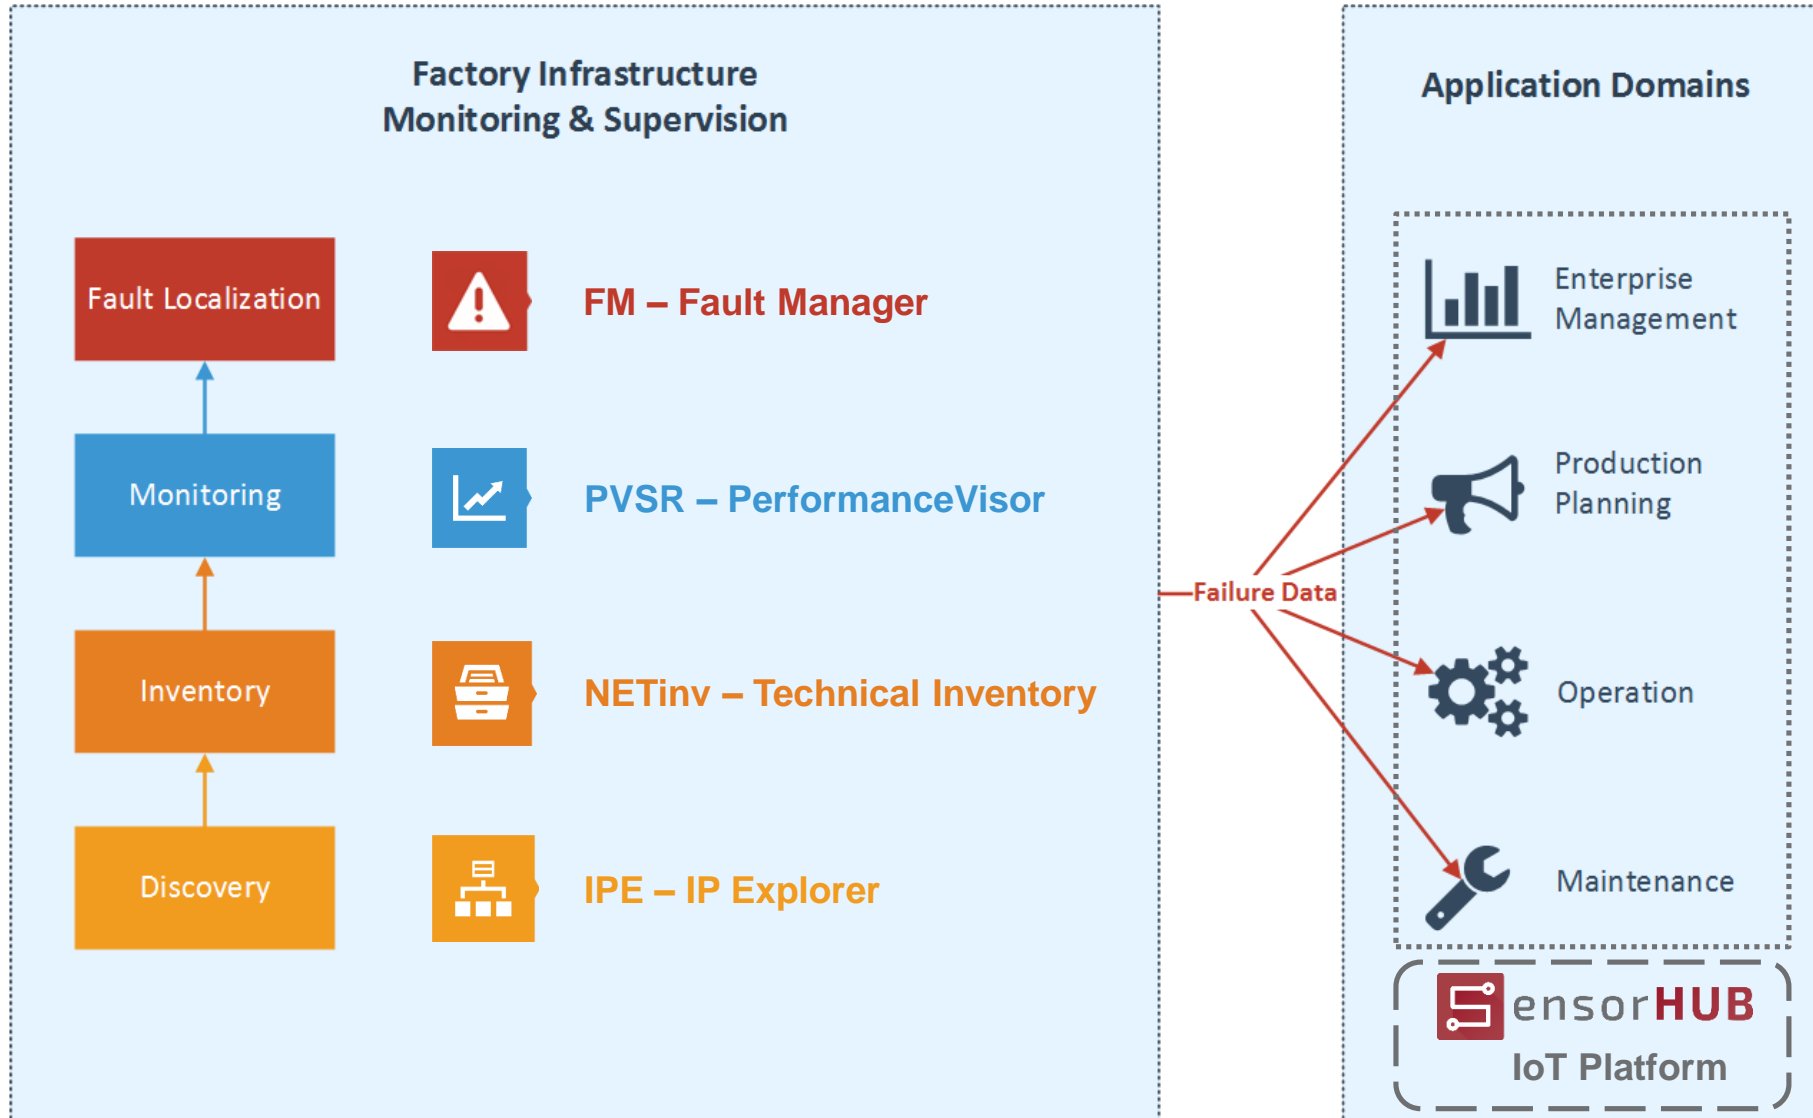 Factory Infrastructure
Monitoring & Supervision
Fault Localization
FM – Fault Manager
Monitoring
PVSR – PerformanceVisor
Inventory
NETinv – Technical Inventory
Discovery
IPE – IP Explorer
Failure Data
Application Domains
Enterprise
Management
Production
Planning
Operation
Maintenance
SensorHUB
IoT Platform